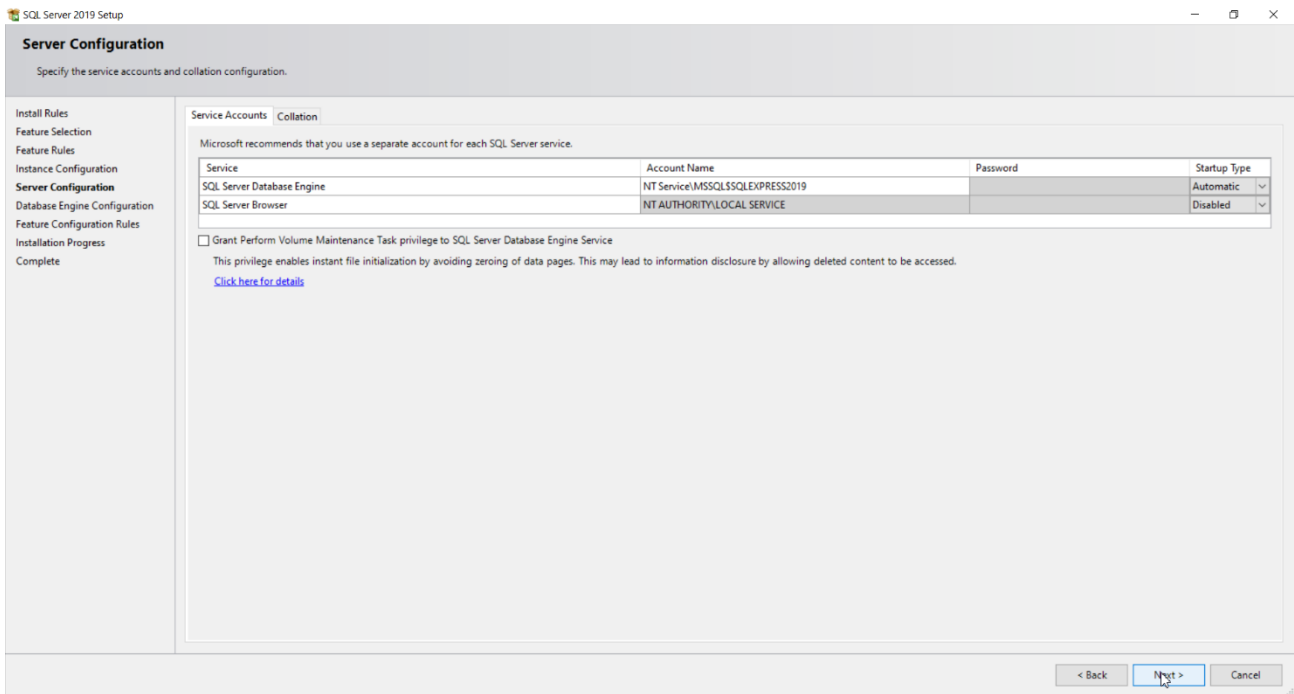 SQL Server 2019 Setup
Server Configuration
Specify the service accounts and collation configuration.
Install Rules
Feature Selection
Feature Rules
Instance Configuration
Server Configuration
Database Engine Configuration
Feature Configuration Rules
Installation Progress
Complete
Service Accounts Collation
Microsoft recommends that you use a separate account for each SQL Server service.
Service Account Name Password Startup Type
SQL Server Database Engine NT Service\MSSQL$SQLEXPRESS2019 Automatic
SQL Server Browser NT AUTHORITY\LOCAL SERVICE Disabled
Grant Perform Volume Maintenance Task privilege to SQL Server Database Engine Service
This privilege enables instant file initialization by avoiding zeroing of data pages. This may lead to information disclosure by allowing deleted content to be accessed.
Click here for details
< Back Next > Cancel